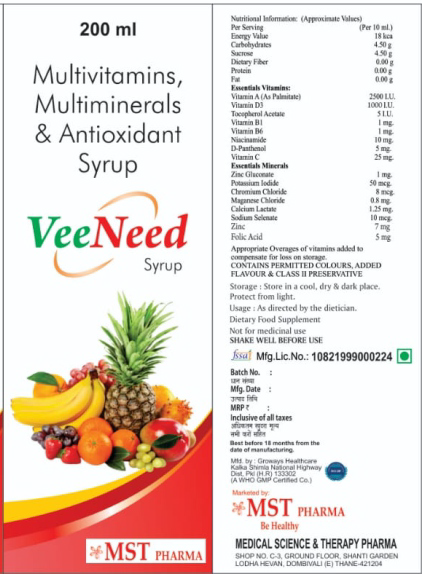 200 ml
Multivitamins,
Multiminerals
& Antioxidant
Syrup
VeeNeed
Syrup
MST PHARMA
Nutritional Information: (Approximate Values)
Per Serving (Per 10 ml.)
Energy Value 18 kca
Carbohydrates 4.50 g
Sucrose 4.50 g
Dietary Fiber 0.00 g
Protein 0.00 g
Fat 0.00 g
Essentials Vitamins:
Vitamin A (As Palmitate) 2500 I.U.
Vitamin D3 1000 I.U.
Tocopherol Acetate 5 I.U.
Vitamin B1 1 mg.
Vitamin B6 1 mg.
Niacinamide 10 mg.
D-Panthenol 5 mg.
Vitamin C 25 mg.
Essentials Minerals
Zinc Gluconate 1 mg.
Potassium Iodide 50 mcg.
Chromium Chloride 8 mcg.
Maganese Chloride 0.8 mg.
Calcium Lactate 1.25 mg.
Sodium Selenate 10 mcg.
Zinc 7 mg
Folic Acid 5 mg
Appropriate Overages of vitamins added to
compensate for loss on storage.
CONTAINS PERMITTED COLOURS, ADDED
FLAVOUR & CLASS II PRESERVATIVE
Storage : Store in a cool, dry & dark place.
Protect from light.
Usage : As directed by the dietician.
Dietary Food Supplement
Not for medicinal use
SHAKE WELL BEFORE USE
fssai Mfg.Lic.No.: 10821999000224
Batch No. :
Mfg. Date :
MRP ₹ :
Inclusive of all taxes
Best before 18 months from the
date of manufacturing.
Mfd. by : Groways Healthcare
Kalka Shimla National Highway
Dist, Pkl (H.R) 133302
(A WHO GMP Certified Co.)
Marketed by:
MST PHARMA
Be Healthy
MEDICAL SCIENCE & THERAPY PHARMA
SHOP NO. C-3, GROUND FLOOR, SHANTI GARDEN
LODHA HEVAN, DOMBIVALI (E) THANE-421204